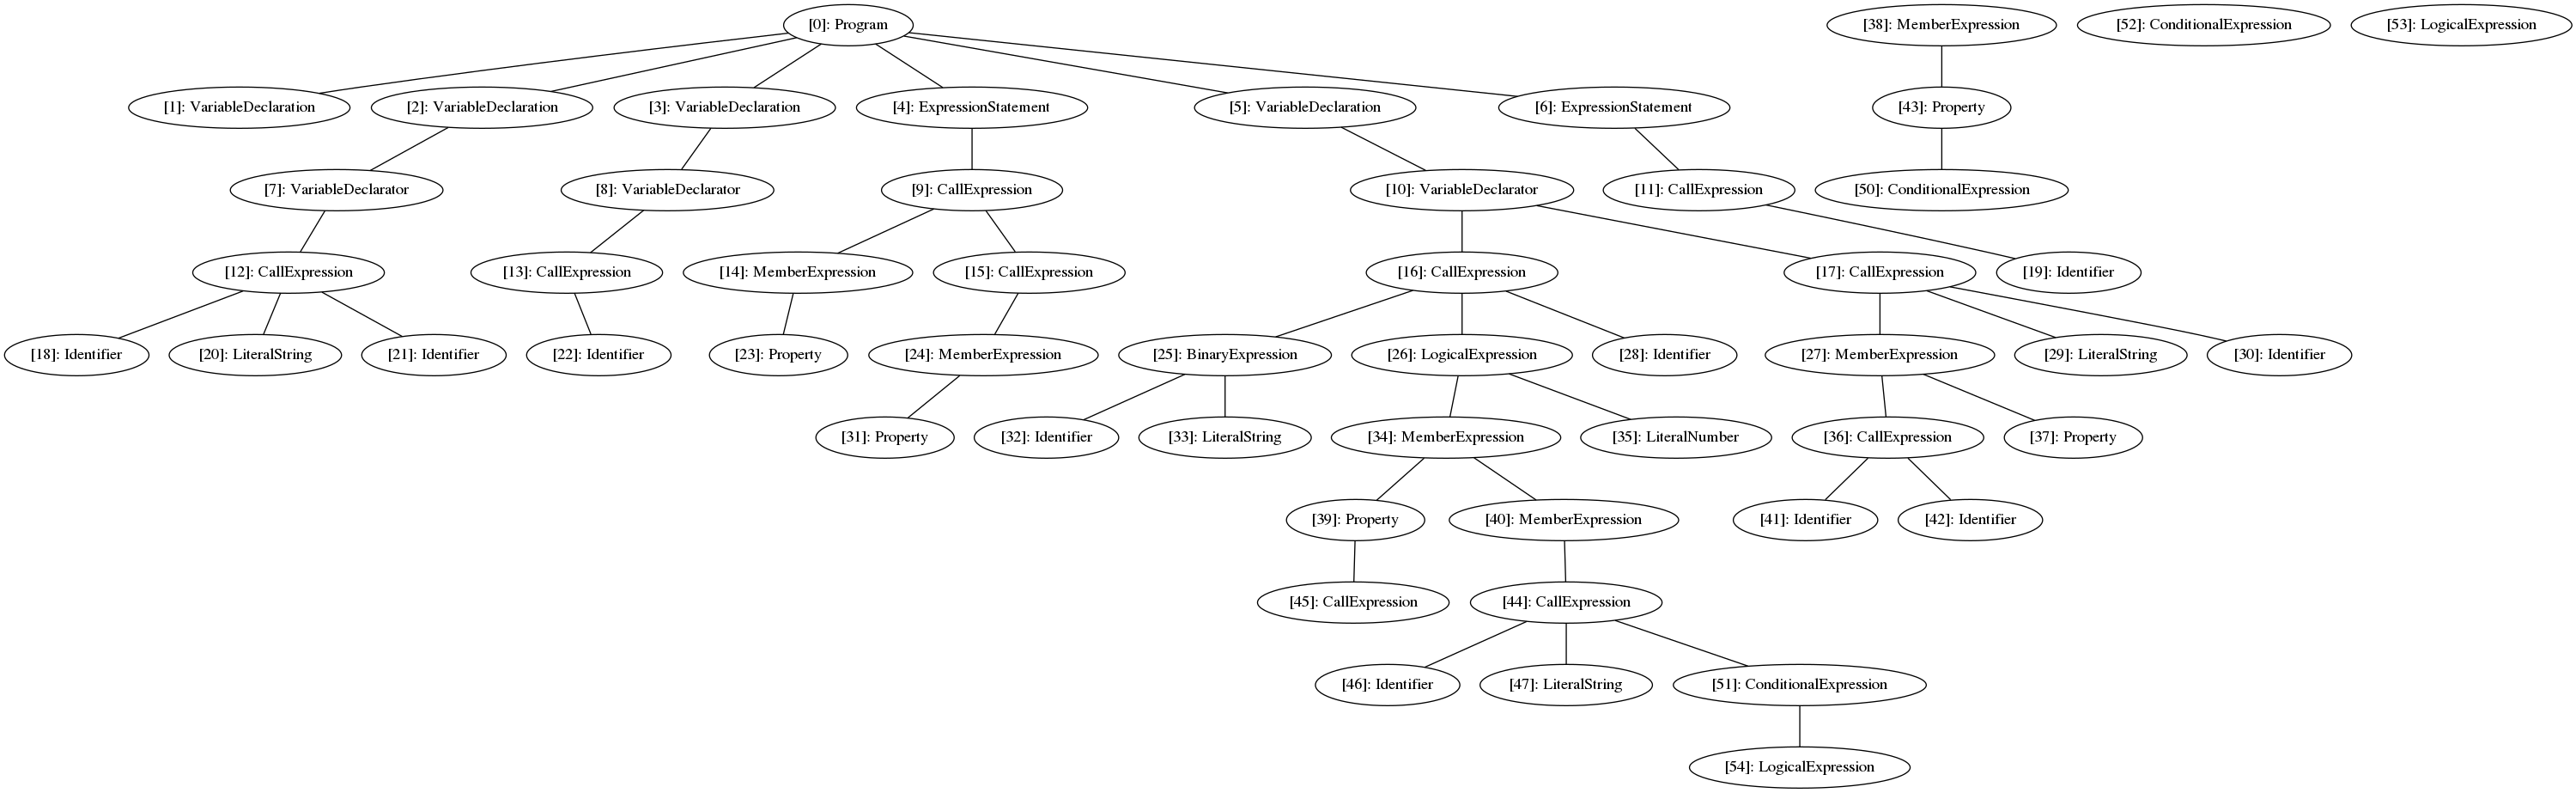 [0]: Program
[38]: MemberExpression
[52]: ConditionalExpression
[53]: LogicalExpression
[1]: VariableDeclaration
[2]: VariableDeclaration
[3]: VariableDeclaration
[4]: ExpressionStatement
[5]: VariableDeclaration
[6]: ExpressionStatement
[43]: Property
[7]: VariableDeclarator
[8]: VariableDeclarator
[9]: CallExpression
[10]: VariableDeclarator
[11]: CallExpression
[50]: ConditionalExpression
[12]: CallExpression
[13]: CallExpression
[14]: MemberExpression
[15]: CallExpression
[16]: CallExpression
[17]: CallExpression
[19]: Identifier
[18]: Identifier
[20]: LiteralString
[21]: Identifier
[22]: Identifier
[23]: Property
[24]: MemberExpression
[25]: BinaryExpression
[26]: LogicalExpression
[28]: Identifier
[27]: MemberExpression
[29]: LiteralString
[30]: Identifier
[31]: Property
[32]: Identifier
[33]: LiteralString
[34]: MemberExpression
[35]: LiteralNumber
[36]: CallExpression
[37]: Property
[39]: Property
[40]: MemberExpression
[41]: Identifier
[42]: Identifier
[45]: CallExpression
[44]: CallExpression
[46]: Identifier
[47]: LiteralString
[51]: ConditionalExpression
[54]: LogicalExpression